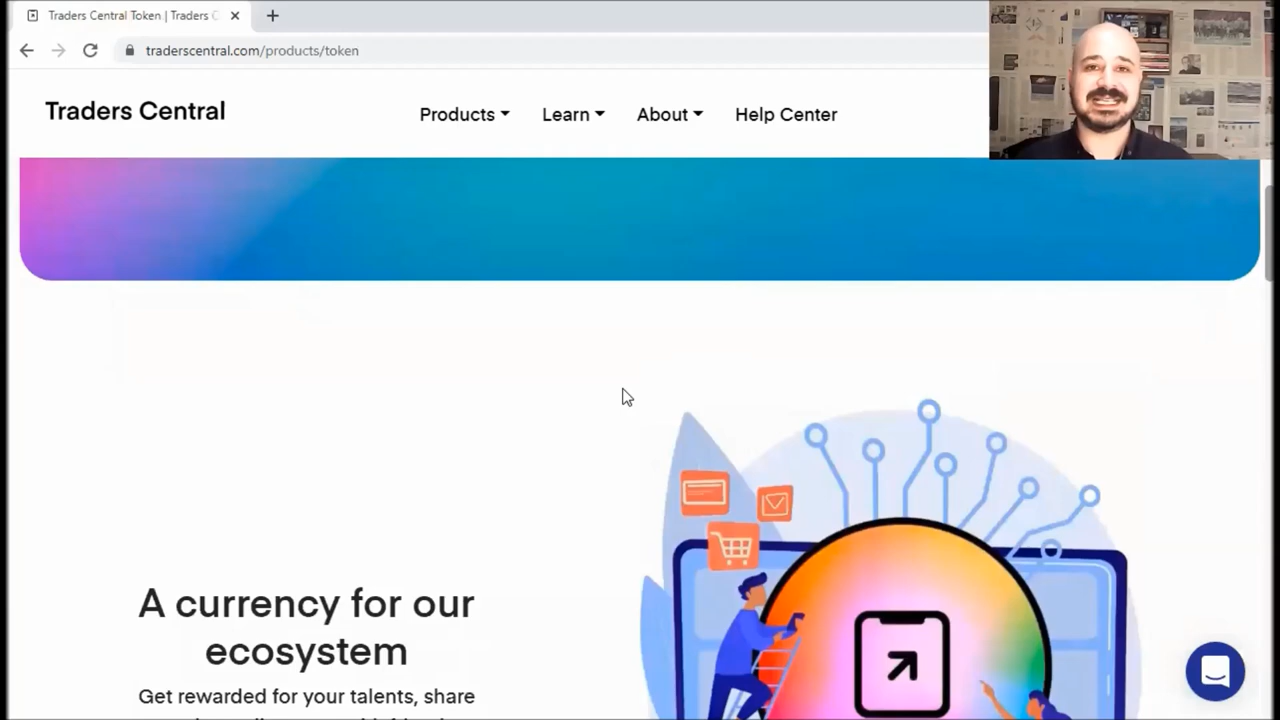 Traders Central Token | Traders C
traderscentral.com/products/token
Traders Central
Products
Learn
About
Help Center
A currency for our
ecosystem
Get rewarded for your talents, share